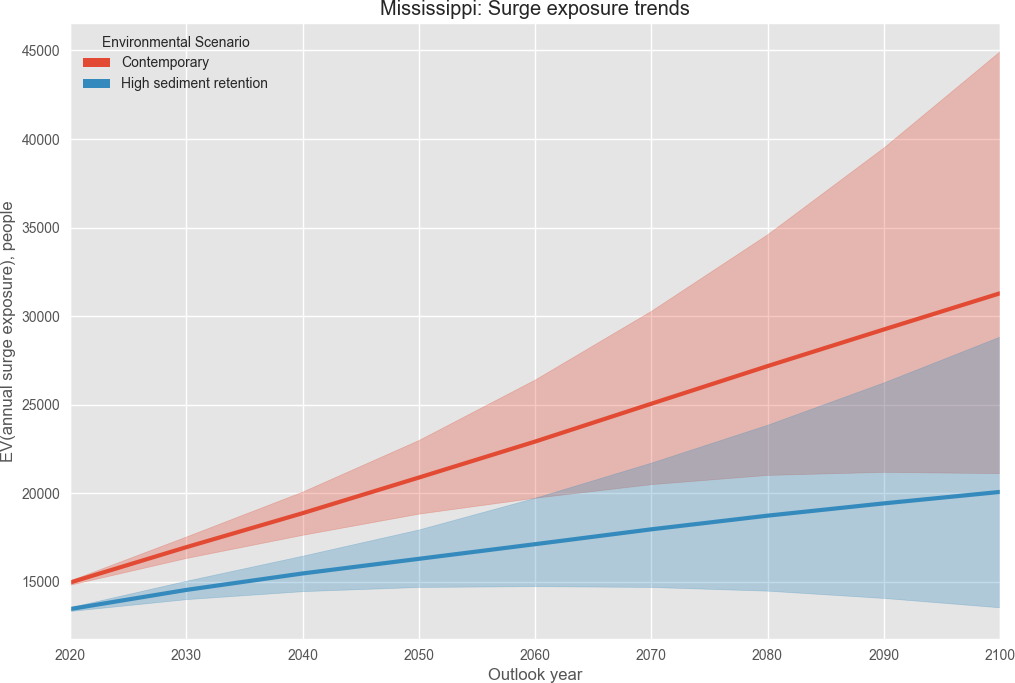 Mississippi: Surge exposure trends
Environmental Scenario
Contemporary
High sediment retention
45000
40000
35000
30000
25000
20000
15000
EV(annual surge exposure), people
2020 2030 2040 2050 2060 2070 2080 2090 2100
Outlook year